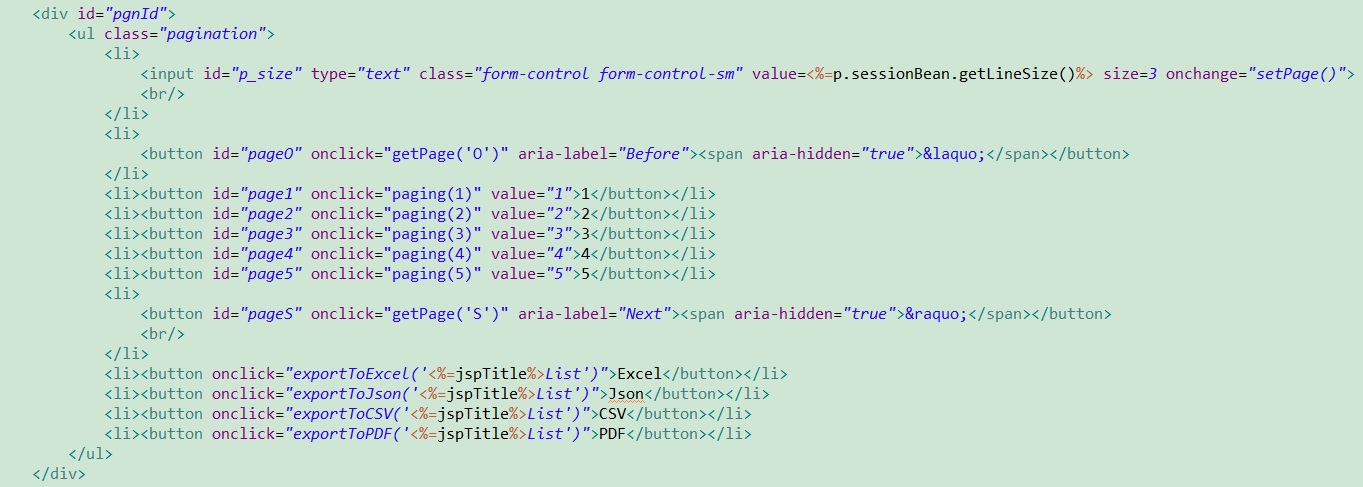 <div id="pgnId">
<ul class="pagination">
<li>
<input id="p_size" type="text" class="form-control form-control-sm" value=<%=p.sessionBean.getLineSize()%> size=3 onchange="setPage()">
<br/>
</li>
<li>
<button id="pageO" onclick="getPage('O')" aria-label="Before"><span aria-hidden="true">&laquo;</span></button>
</li>
<li><button id="page1" onclick="paging(1)" value="1">1</button></li>
<li><button id="page2" onclick="paging(2)" value="2">2</button></li>
<li><button id="page3" onclick="paging(3)" value="3">3</button></li>
<li><button id="page4" onclick="paging(4)" value="4">4</button></li>
<li><button id="page5" onclick="paging(5)" value="5">5</button></li>
<li>
<button id="pageS" onclick="getPage('S')" aria-label="Next"><span aria-hidden="true">&raquo;</span></button>
<br/>
</li>
<li><button onclick="exportToExcel('<%=jspTitle%>List')">Excel</button></li>
<li><button onclick="exportToJson('<%=jspTitle%>List')">Json</button></li>
<li><button onclick="exportToCSV('<%=jspTitle%>List')">CSV</button></li>
<li><button onclick="exportToPDF('<%=jspTitle%>List')">PDF</button></li>
</ul>
</div>